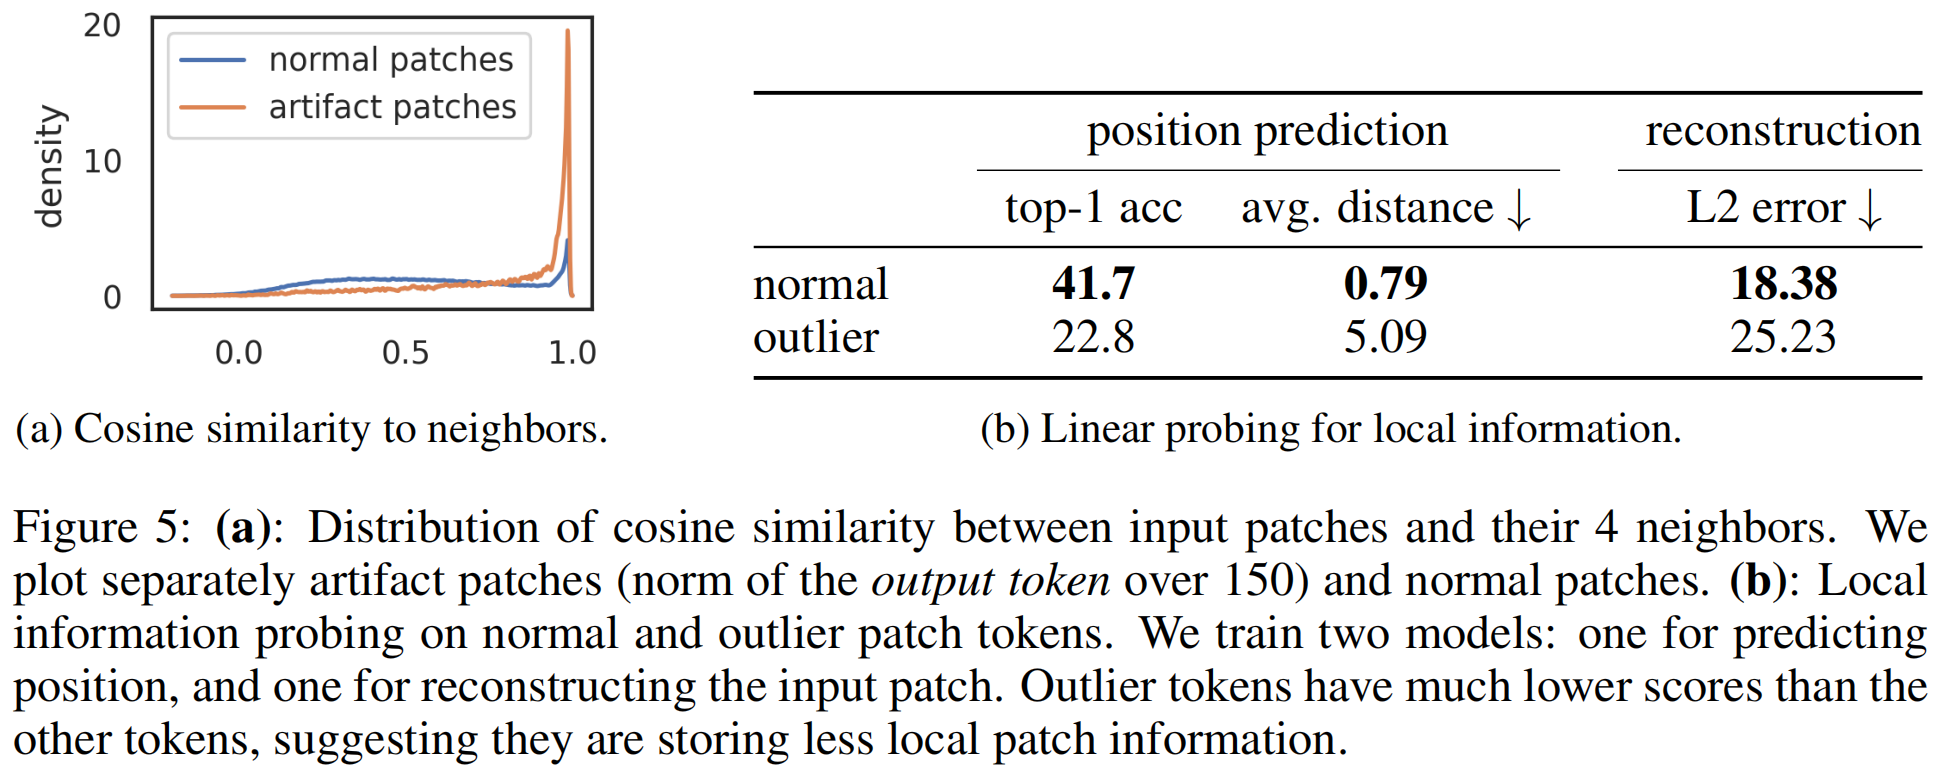 20
normal patches
artifact patches
density
10
0
0.0 0.5 1.0
(a) Cosine similarity to neighbors.
position prediction reconstruction
top-1 acc avg. distance ↓ L2 error ↓
normal 41.7 0.79 18.38
outlier 22.8 5.09 25.23
(b) Linear probing for local information.
Figure 5: (a): Distribution of cosine similarity between input patches and their 4 neighbors. We
plot separately artifact patches (norm of the output token over 150) and normal patches. (b): Local
information probing on normal and outlier patch tokens. We train two models: one for predicting
position, and one for reconstructing the input patch. Outlier tokens have much lower scores than the
other tokens, suggesting they are storing less local patch information.